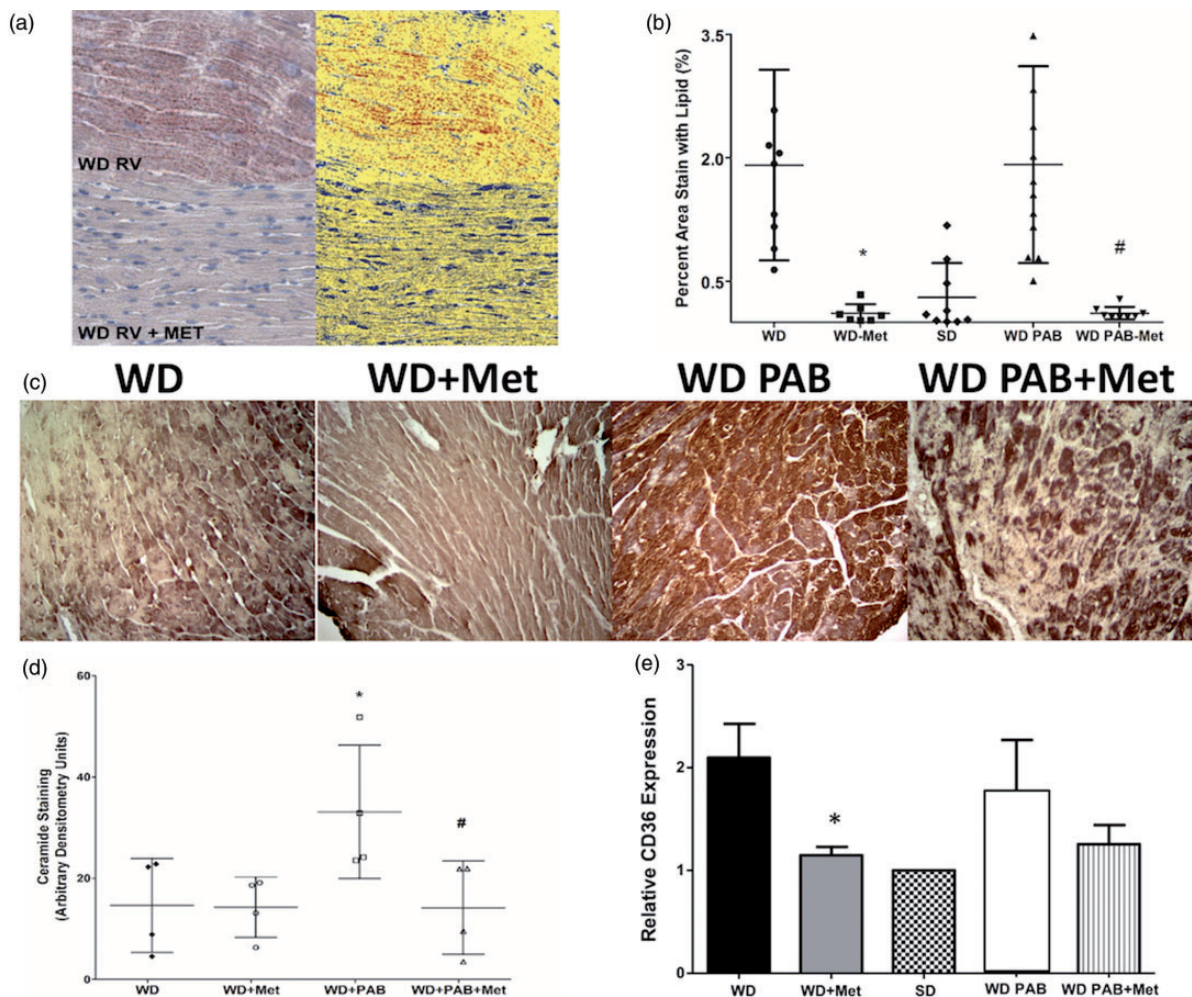 (a)
WD RV
WD RV + MET
(b)
Percent Area Stain with Lipid (%)
3.5
2.0
0.5
*
#
WD
WD-Met
SD
WD PAB
WD PAB-Met
(c)
WD
WD+Met
WD PAB
WD PAB+Met
(d)
Ceramide Staining
(Arbitrary Densitometry Units)
60
40
20
0
*
#
WD
WD+Met
WD+PAB
WD+PAB+Met
(e)
Relative CD36 Expression
3
2
1
0
*
WD
WD+Met
SD
WD PAB
WD PAB+Met